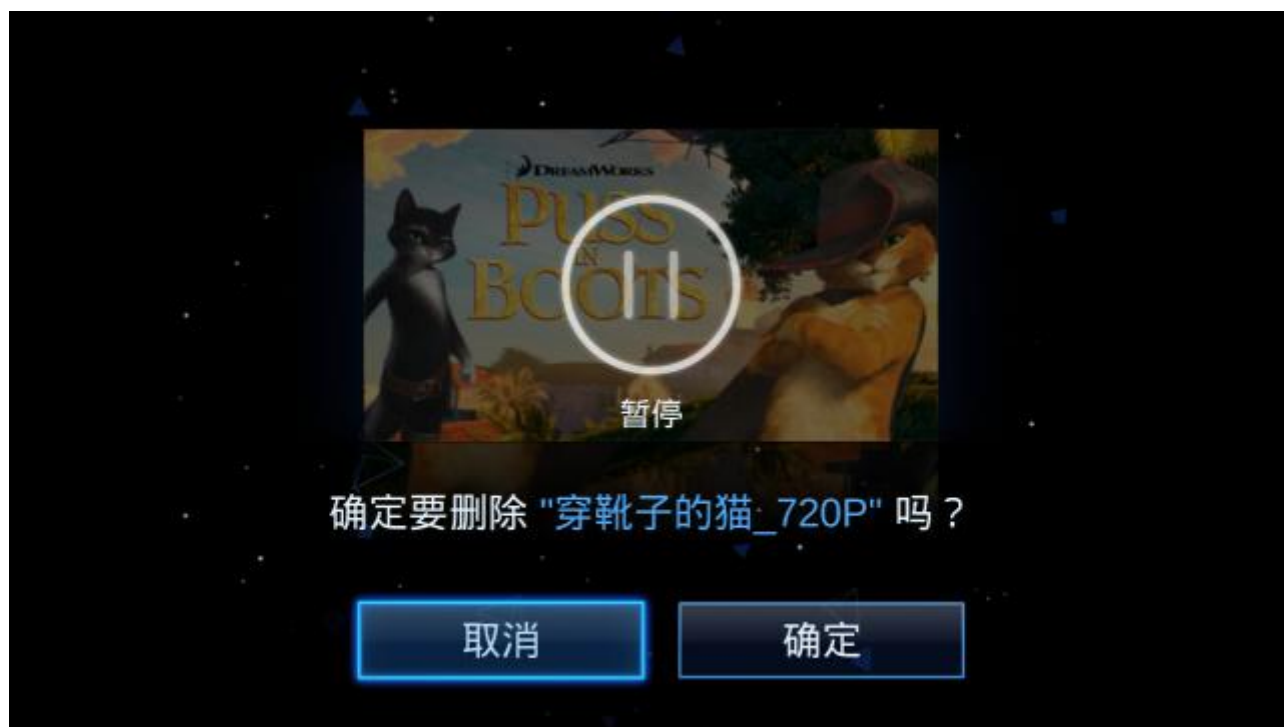 DREAMWORKS
PUSS
IN
BOOTS
暂停
确定要删除 "穿靴子的猫_720P" 吗？
取消
确定